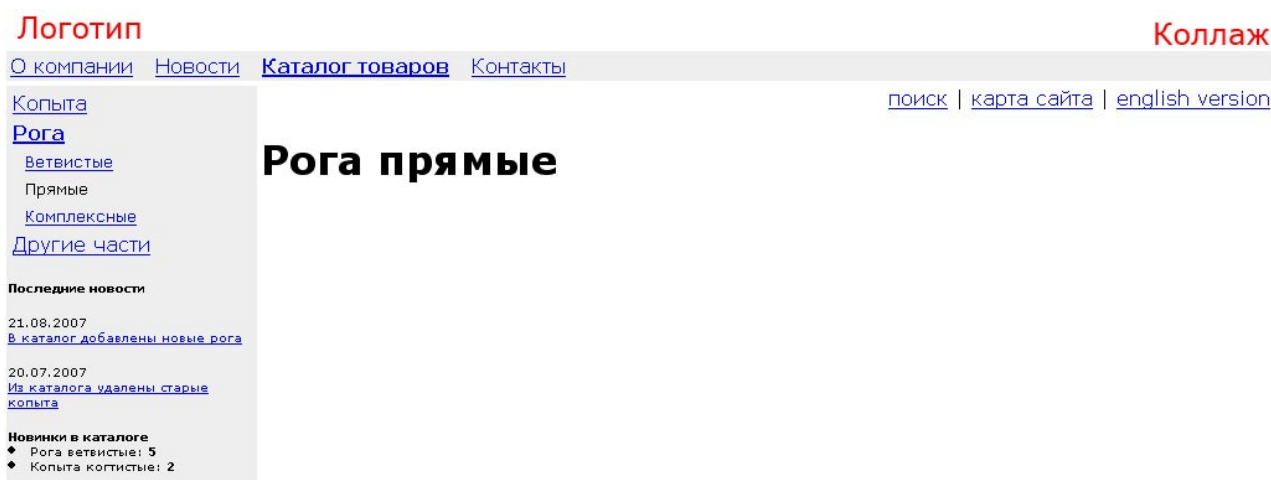 Логотип
Коллаж
О компании Новости Каталог товаров Контакты
поиск | карта сайта | english version
Копыта
Рога
Ветвистые
Прямые
Комплексные
Другие части
Рога прямые
Последние новости
21.08.2007
В каталог добавлены новые рога
20.07.2007
Из каталога удалены старые
копыта
Новинки в каталоге
Рога ветвистые: 5
Копыта когтистые: 2